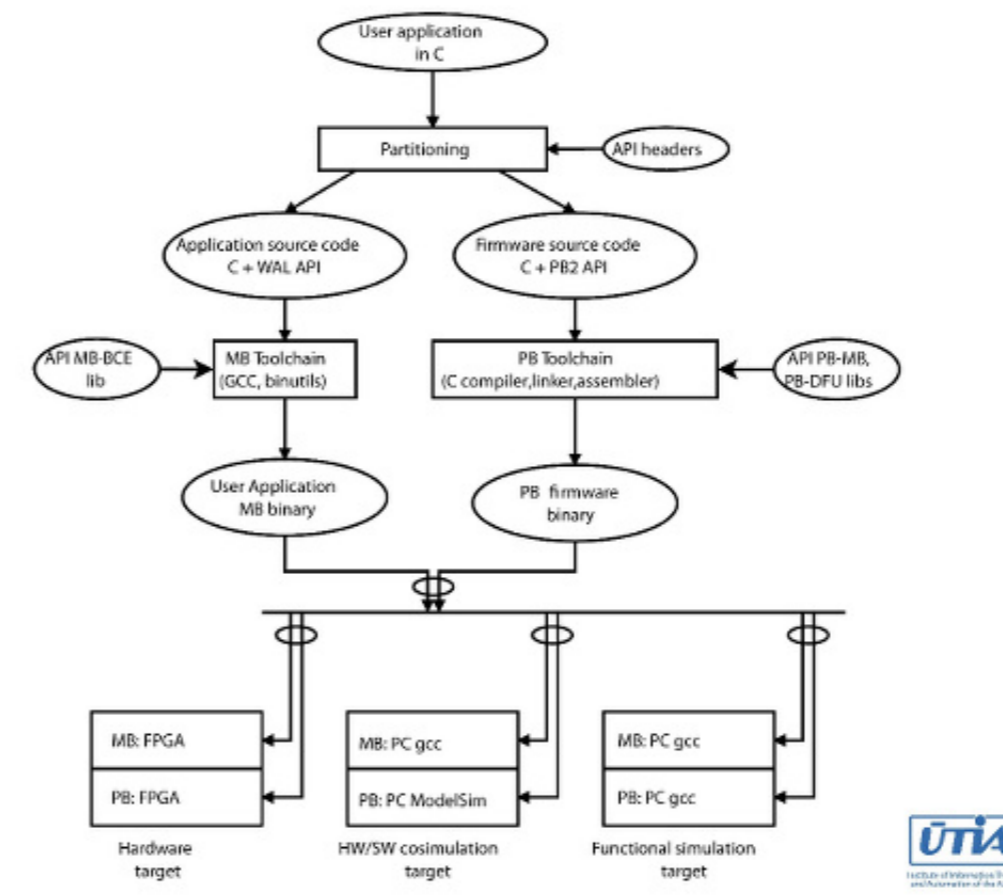 User application
in C
Partitioning
API headers
Application source code
C + WAL API
Firmware source code
C + PB2 API
API MB-BCE
lib
MB Toolchain
(GCC, binutils)
PB Toolchain
(C compiler,linker,assembler)
API PB-MB,
PB-DFU libs
User Application
MB binary
PB firmware
binary
MB: FPGA
MB: PC gcc
MB: PC gcc
PB: FPGA
PB: PC ModelSim
PB: PC gcc
Hardware
target
HW/SW cosimulation
target
Functional simulation
target
ÚTIA